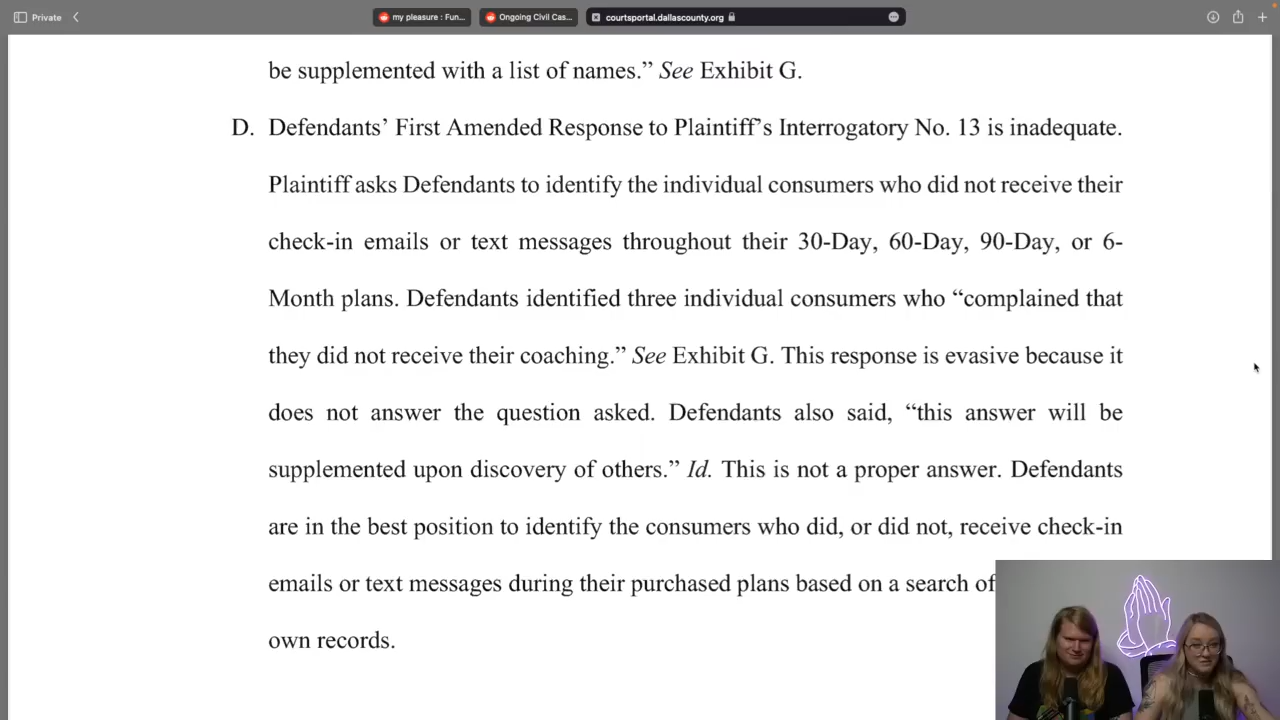 Private
my pleasure : Fun...
Ongoing Civil Cas...
courtsportal.dallascounty.org
be supplemented with a list of names.” See Exhibit G.
D. Defendants’ First Amended Response to Plaintiff’s Interrogatory No. 13 is inadequate.
Plaintiff asks Defendants to identify the individual consumers who did not receive their
check-in emails or text messages throughout their 30-Day, 60-Day, 90-Day, or 6-
Month plans. Defendants identified three individual consumers who “complained that
they did not receive their coaching.” See Exhibit G. This response is evasive because it
does not answer the question asked. Defendants also said, “this answer will be
supplemented upon discovery of others.” Id. This is not a proper answer. Defendants
are in the best position to identify the consumers who did, or did not, receive check-in
emails or text messages during their purchased plans based on a search of
own records.